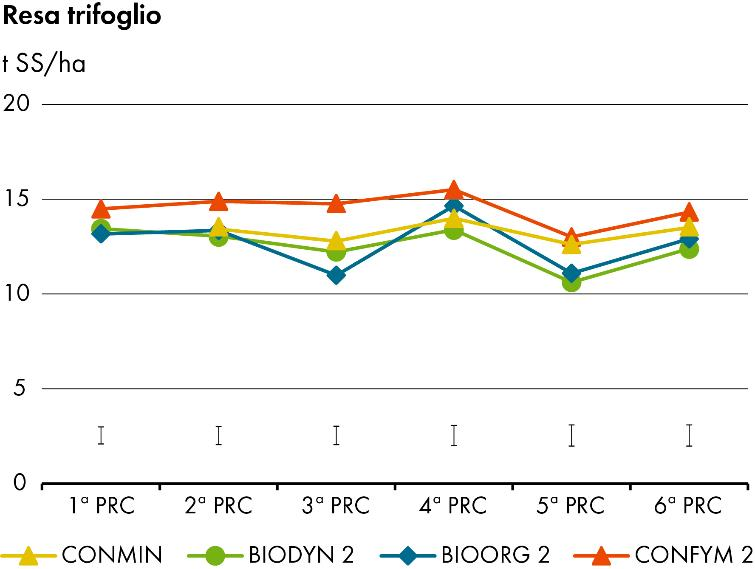 Resa trifoglio
t SS/ha
20
15
10
5
0
1ª PRC 2ª PRC 3ª PRC 4ª PRC 5ª PRC 6ª PRC
CONMIN BIODYN 2 BIOORG 2 CONFYM 2